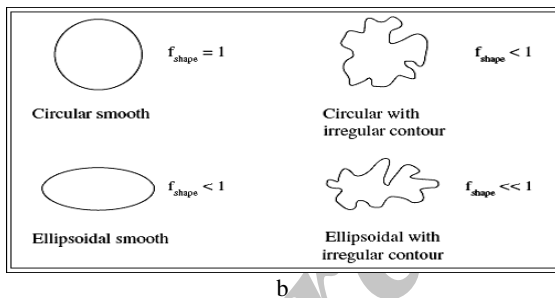 f_shape = 1
Circular smooth
f_shape < 1
Circular with
irregular contour
f_shape < 1
Ellipsoidal smooth
f_shape << 1
Ellipsoidal with
irregular contour
b